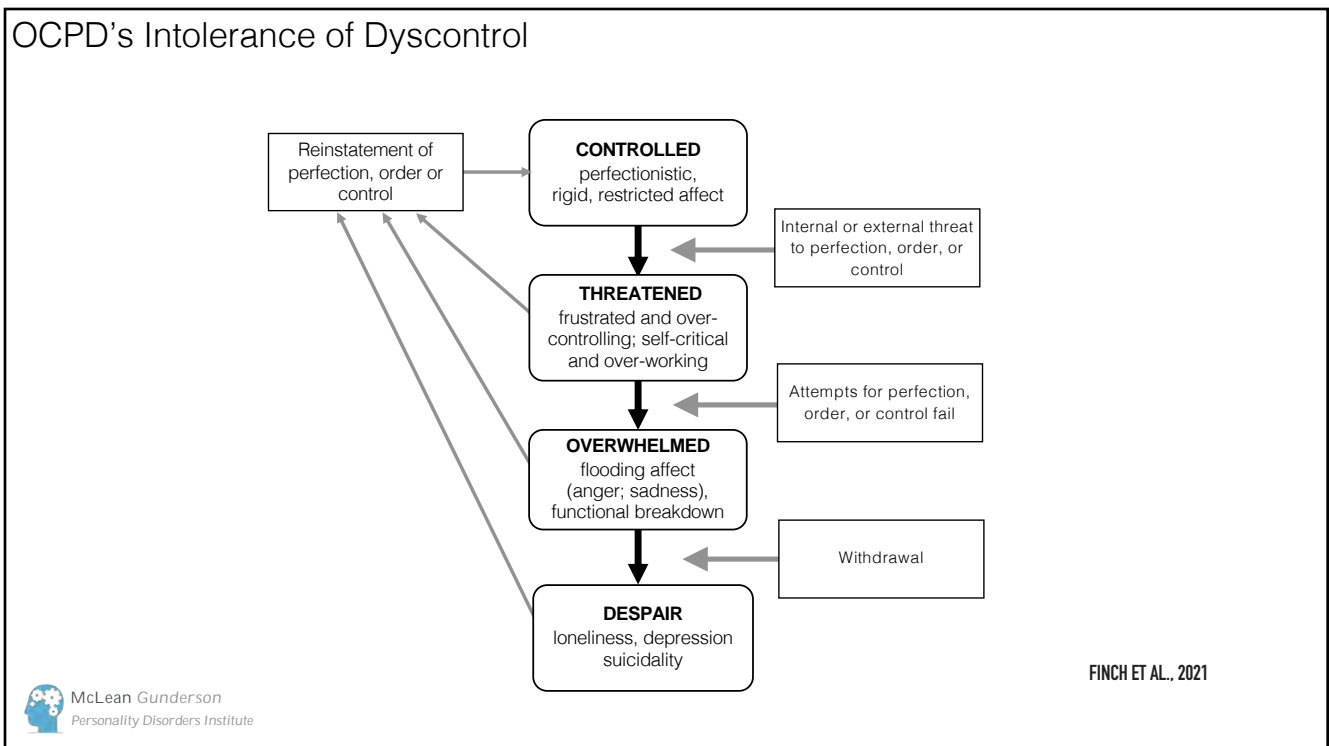 OCPD's Intolerance of Dyscontrol
Reinstatement of
perfection, order or
control
CONTROLLED
perfectionistic,
rigid, restricted affect
Internal or external threat
to perfection, order, or
control
THREATENED
frustrated and over-
controlling; self-critical
and over-working
Attempts for perfection,
order, or control fail
OVERWHELMED
flooding affect
(anger; sadness),
functional breakdown
Withdrawal
DESPAIR
loneliness, depression
suicidality
FINCH ET AL., 2021
McLean Gunderson
Personality Disorders Institute